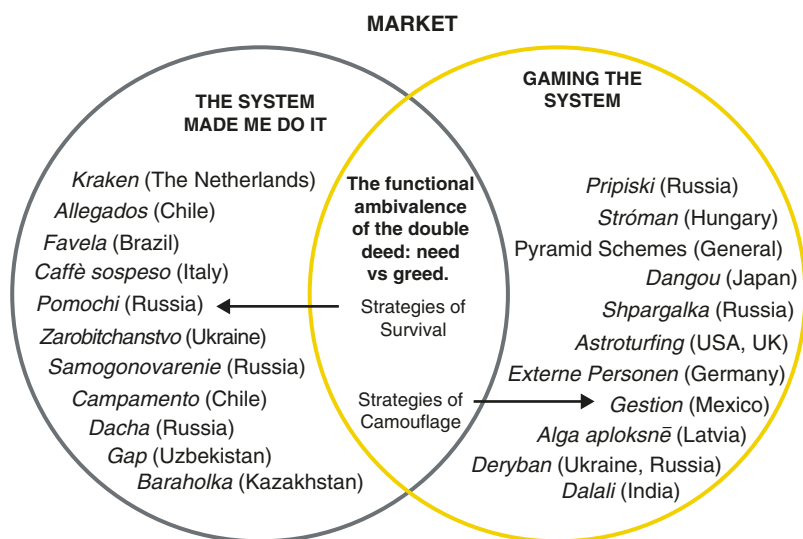 MARKET
THE SYSTEM
MADE ME DO IT
Kraken (The Netherlands)
Allegados (Chile)
Favela (Brazil)
Caffè sospeso (Italy)
Pomochi (Russia)
Zarobitchanstvo (Ukraine)
Samogonovarenie (Russia)
Campamento (Chile)
Dacha (Russia)
Gap (Uzbekistan)
Baraholka (Kazakhstan)
The functional
ambivalence
of the double
deed: need
vs greed.
Strategies of
Survival
Strategies of
Camouflage
GAMING THE
SYSTEM
Pripiski (Russia)
Stróman (Hungary)
Pyramid Schemes (General)
Dangou (Japan)
Shpargalka (Russia)
Astroturfing (USA, UK)
Externe Personen (Germany)
Gestion (Mexico)
Alga aploksnē (Latvia)
Deryban (Ukraine, Russia)
Dalali (India)